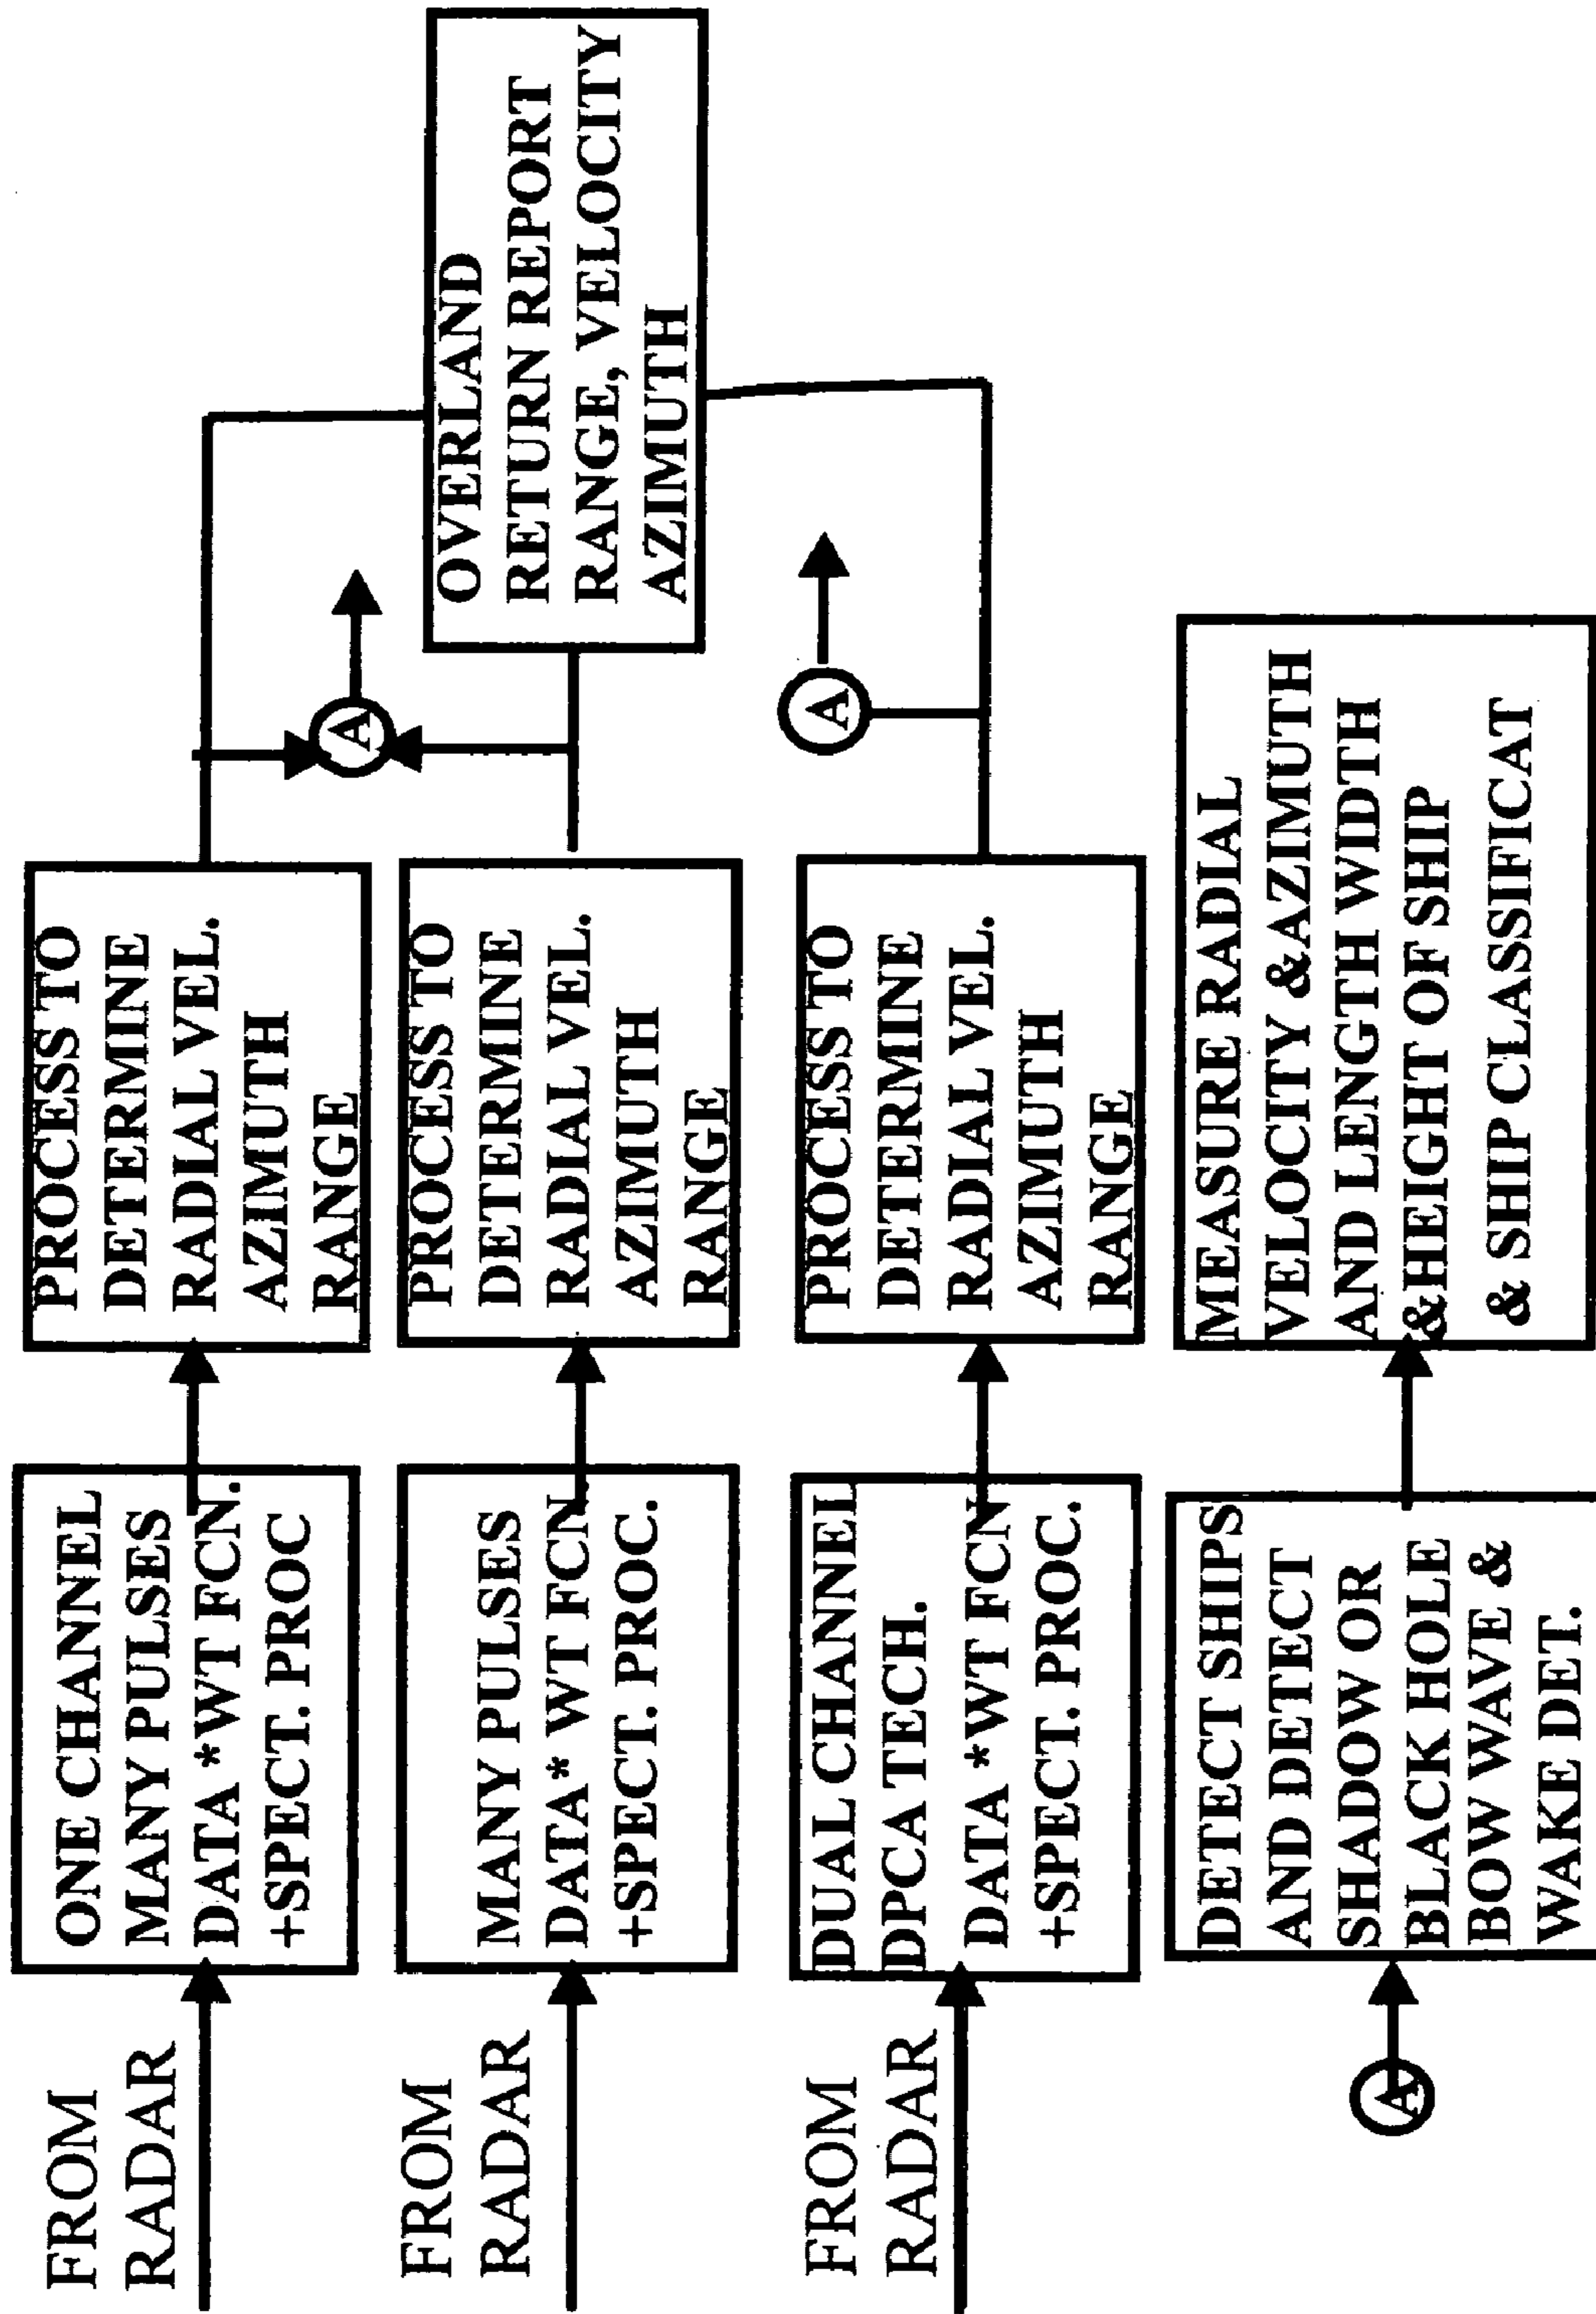 FROM
RADAR
ONE CHANNEL
MANY PULSES
DATA *WT FCN.
+SPECT. PROC
PROCESS TO
DETERMINE
RADIAL VEL.
AZIMUTH
RANGE
FROM
RADAR
MANY PULSES
DATA* WT FCN.
+SPECT. PROC.
PROCESS TO
DETERMINE
RADIAL VEL.
AZIMUTH
RANGE
A
OVERLAND
RETURN REPORT
RANGE, VELOCITY
AZIMUTH
FROM
RADAR
DUAL CHANNEL
DPCA TECH.
DATA *WT FCN
+SPECT. PROC.
PROCESS TO
DETERMINE
RADIAL VEL.
AZIMUTH
RANGE
A
A
DETECT SHIPS
AND DETECT
SHADOW OR
BLACK HOLE
BOW WAVE &
WAKE DET.
MEASURE RADIAL
VELOCITY &AZIMUTH
AND LENGTH WIDTH
&HEIGHT OF SHIP
& SHIP CLASSIFICAT